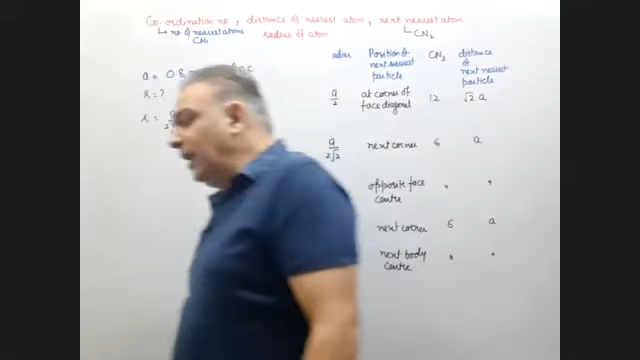 Co-ordination no, distance of nearest atom, next nearest atom
no of nearest atoms
CN₁
radius of atom
CN₂
a = 0.8
r = ?
r =
radius
Position of next nearest particle
CN₂
distance of next nearest particle
a/2
at corner of face diagonal
12
√2 a
a/2√2
next corner
6
a
opposite face centre
"
"
next corner
6
a
next body centre
"
"